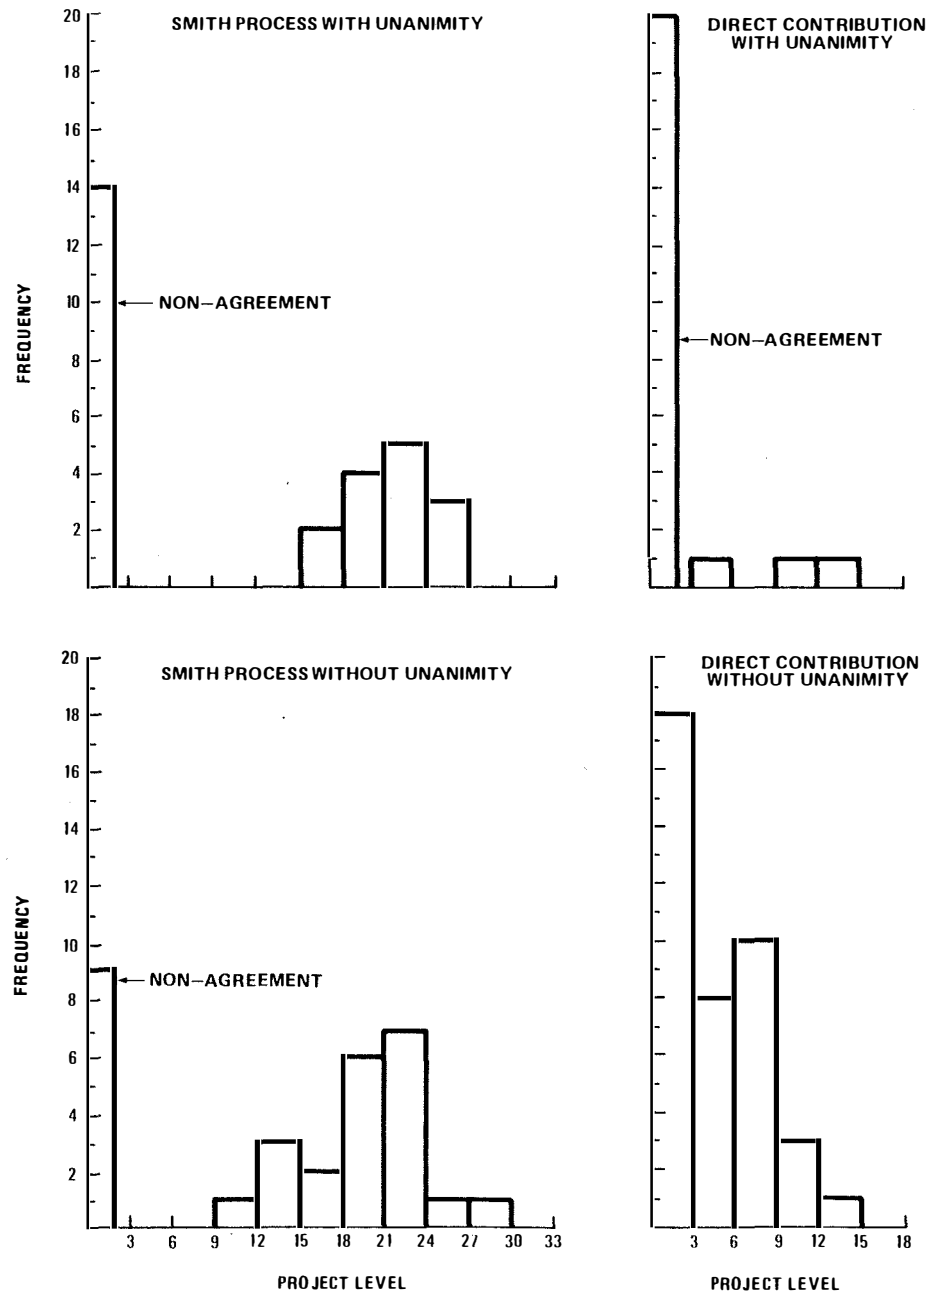 SMITH PROCESS WITH UNANIMITY
20
18
16
14
12
10
8
6
4
2
FREQUENCY
NON–AGREEMENT
DIRECT CONTRIBUTION
WITH UNANIMITY
NON–AGREEMENT
SMITH PROCESS WITHOUT UNANIMITY
20
18
16
14
12
10
8
6
4
2
FREQUENCY
NON–AGREEMENT
3 6 9 12 15 18 21 24 27 30 33
PROJECT LEVEL
DIRECT CONTRIBUTION
WITHOUT UNANIMITY
3 6 9 12 15 18
PROJECT LEVEL